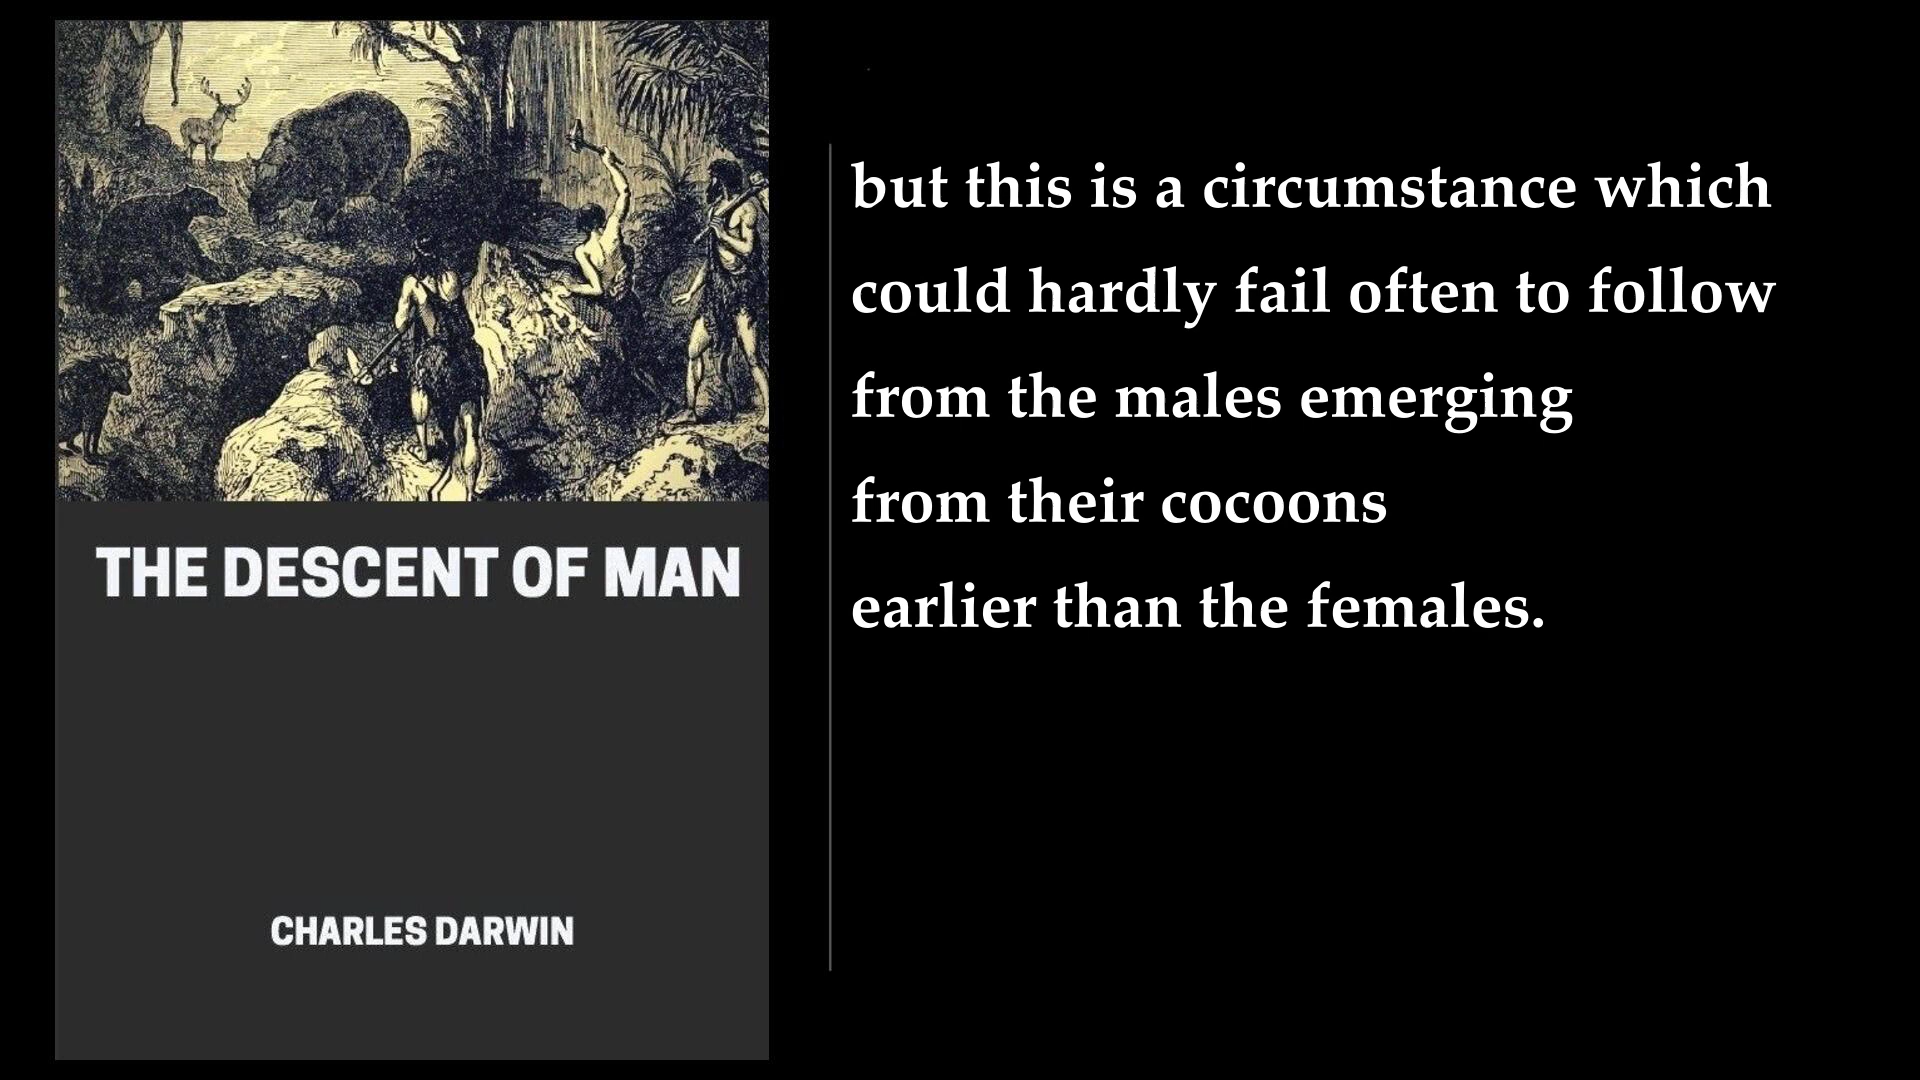 THE DESCENT OF MAN
CHARLES DARWIN
but this is a circumstance which
could hardly fail often to follow
from the males emerging
from their cocoons
earlier than the females.